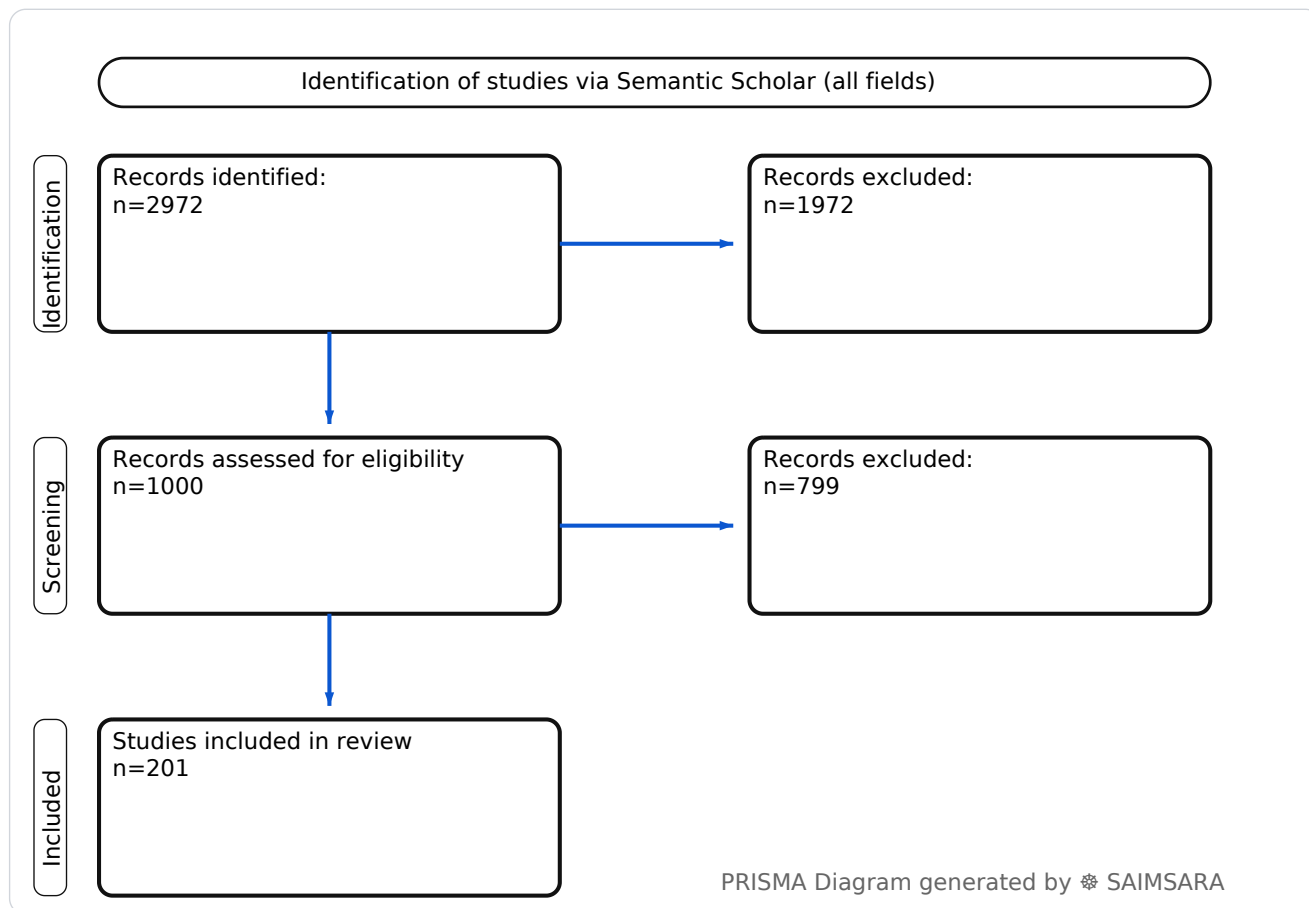 Identification of studies via Semantic Scholar (all fields)
Identification
Records identified:
n=2972
Records excluded:
n=1972
Screening
Records assessed for eligibility
n=1000
Records excluded:
n=799
Included
Studies included in review
n=201
PRISMA Diagram generated by ☸ SAIMSARA